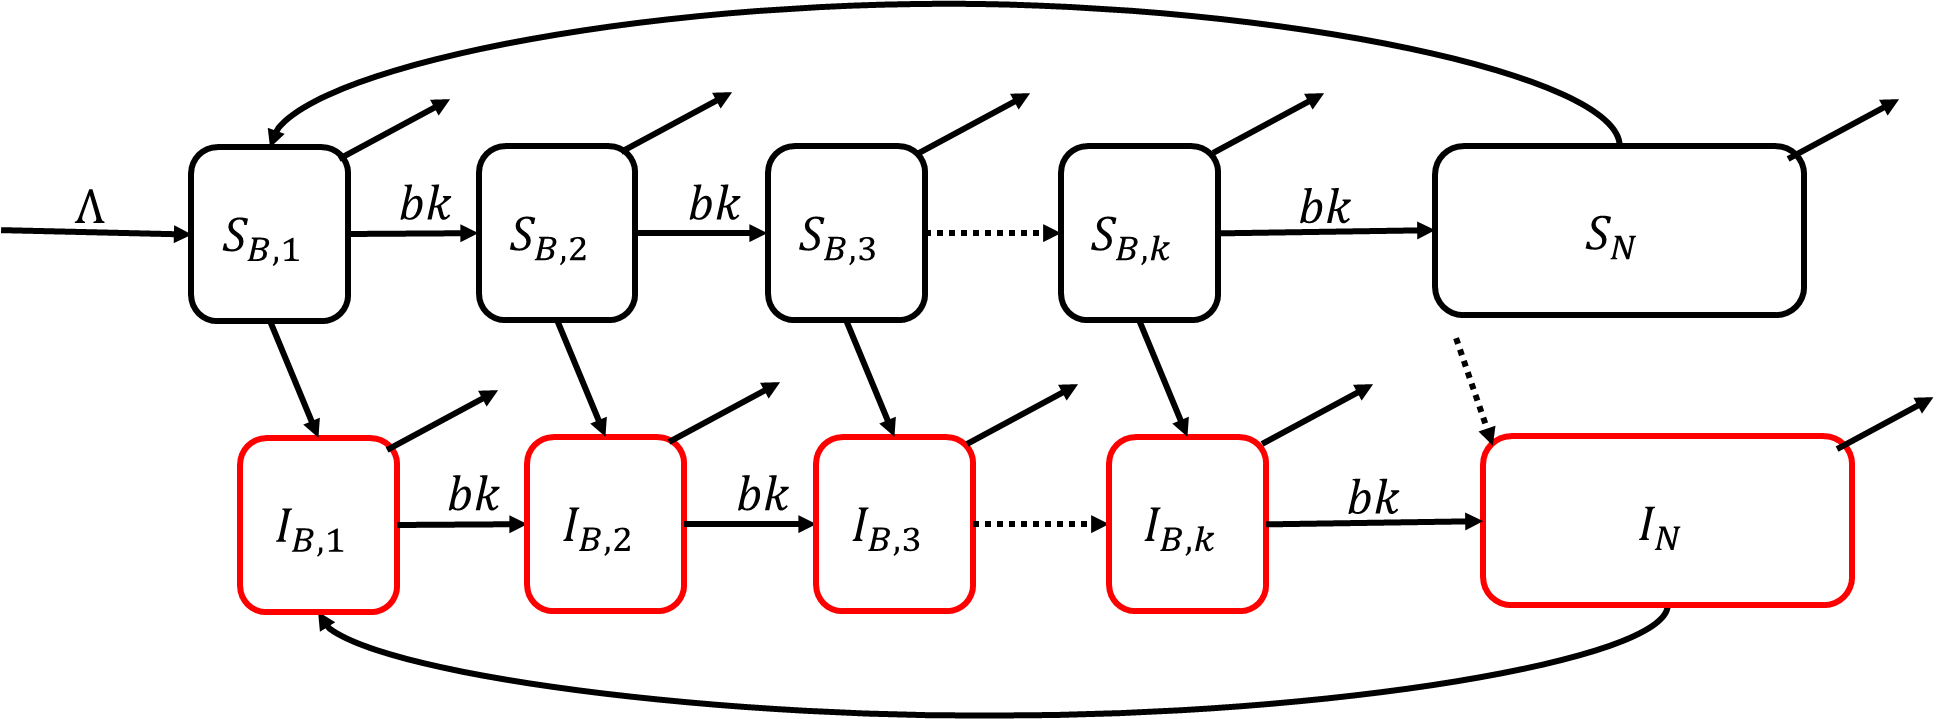 Λ
bk
bk
bk
S_{B,1}
S_{B,2}
S_{B,3}
S_{B,k}
S_N
bk
bk
bk
I_{B,1}
I_{B,2}
I_{B,3}
I_{B,k}
I_N